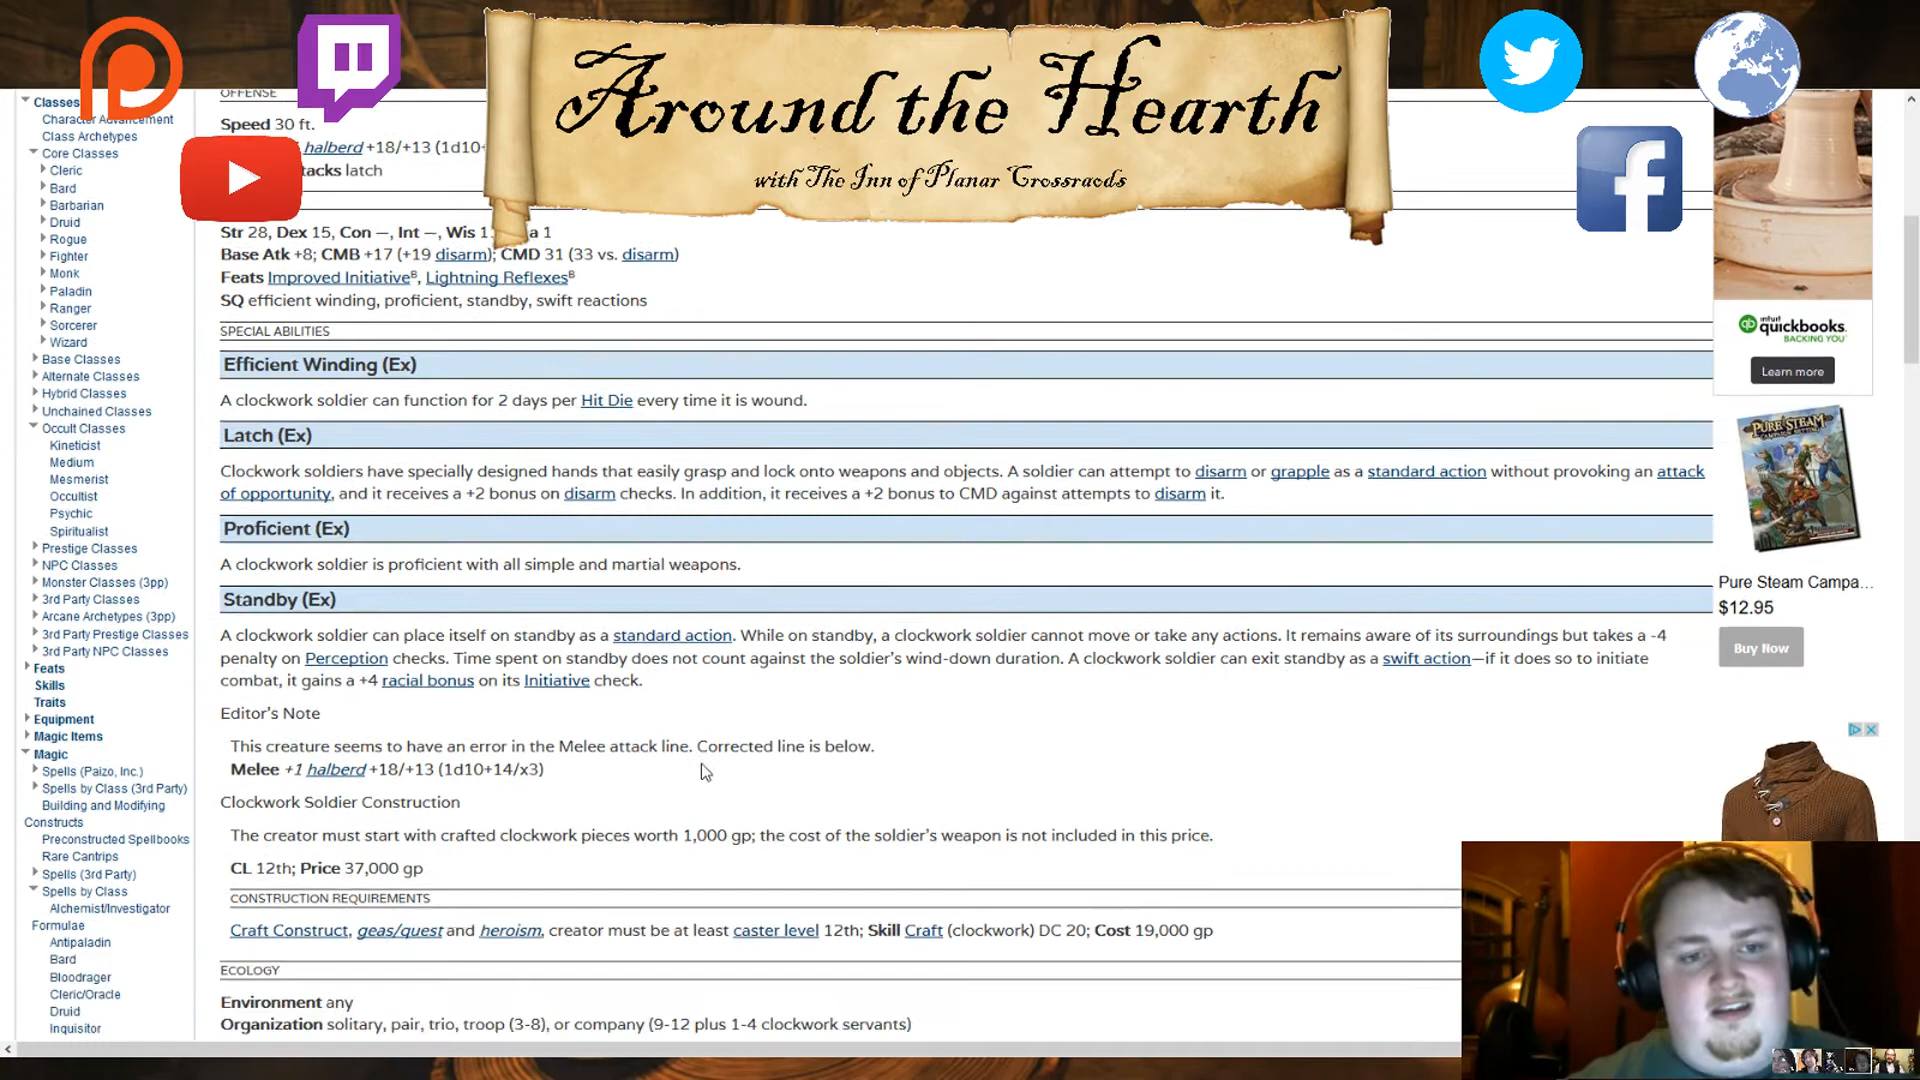 Around the Hearth
with The Inn of Planar Crossraods
Classes
Character Advancement
Class Archetypes
Core Classes
Cleric
Bard
Barbarian
Druid
Rogue
Fighter
Monk
Paladin
Ranger
Sorcerer
Wizard
Base Classes
Alternate Classes
Hybrid Classes
Unchained Classes
Occult Classes
Kineticist
Medium
Mesmerist
Occultist
Psychic
Spiritualist
Prestige Classes
NPC Classes
Monster Classes (3pp)
3rd Party Classes
Arcane Archetypes (3pp)
3rd Party Prestige Classes
3rd Party NPC Classes
Feats
Skills
Traits
Equipment
Magic Items
Magic
Spells (Paizo, Inc.)
Spells by Class (3rd Party)
Building and Modifying
Constructs
Preconstructed Spellbooks
Rare Cantrips
Spells (3rd Party)
Spells by Class
Alchemist/Investigator
Formulae
Antipaladin
Bard
Bloodrager
Cleric/Oracle
Druid
Inquisitor
OFFENSE
Speed 30 ft.
halberd +18/+13 (1d10+
tacks latch
Str 28, Dex 15, Con —, Int —, Wis 1 a 1
Base Atk +8; CMB +17 (+19 disarm); CMD 31 (33 vs. disarm)
Feats Improved InitiativeB, Lightning ReflexesB
SQ efficient winding, proficient, standby, swift reactions
SPECIAL ABILITIES
Efficient Winding (Ex)
A clockwork soldier can function for 2 days per Hit Die every time it is wound.
Latch (Ex)
Clockwork soldiers have specially designed hands that easily grasp and lock onto weapons and objects. A soldier can attempt to disarm or grapple as a standard action without provoking an attack
of opportunity, and it receives a +2 bonus on disarm checks. In addition, it receives a +2 bonus to CMD against attempts to disarm it.
Proficient (Ex)
A clockwork soldier is proficient with all simple and martial weapons.
Standby (Ex)
A clockwork soldier can place itself on standby as a standard action. While on standby, a clockwork soldier cannot move or take any actions. It remains aware of its surroundings but takes a -4
penalty on Perception checks. Time spent on standby does not count against the soldier's wind-down duration. A clockwork soldier can exit standby as a swift action—if it does so to initiate
combat, it gains a +4 racial bonus on its Initiative check.
Editor's Note
This creature seems to have an error in the Melee attack line. Corrected line is below.
Melee +1 halberd +18/+13 (1d10+14/x3)
Clockwork Soldier Construction
The creator must start with crafted clockwork pieces worth 1,000 gp; the cost of the soldier's weapon is not included in this price.
CL 12th; Price 37,000 gp
CONSTRUCTION REQUIREMENTS
Craft Construct, geas/quest and heroism, creator must be at least caster level 12th; Skill Craft (clockwork) DC 20; Cost 19,000 gp
ECOLOGY
Environment any
Organization solitary, pair, trio, troop (3-8), or company (9-12 plus 1-4 clockwork servants)
intuit
quickbooks.
BACKING YOU
Learn more
PURE STEAM
Pure Steam Campa...
$12.95
Buy Now